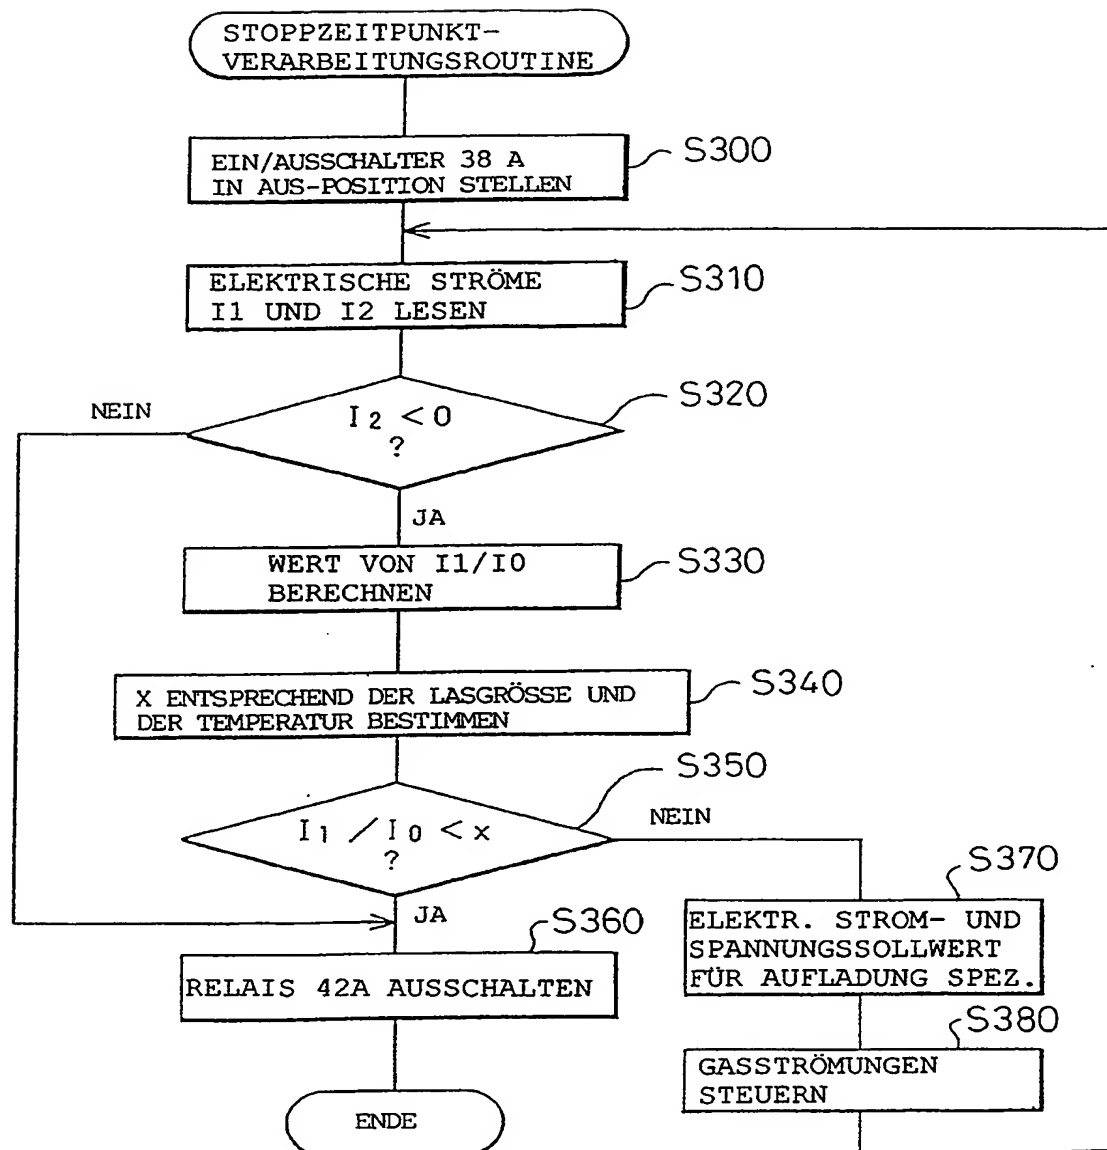 STOPPZEITPUNKT-
VERARBEITUNGSROUTINE
EIN/AUSSCHALTER 38 A
IN AUS-POSITION STELLEN
S300
ELEKTRISCHE STRÖME
I1 UND I2 LESEN
S310
I2 < 0
?
S320
NEIN
JA
WERT VON I1/I0
BERECHNEN
S330
X ENTSPRECHEND DER LASGRÖSSE UND
DER TEMPERATUR BESTIMMEN
S340
I1 / I0 < x
?
S350
NEIN
JA
RELAIS 42A AUSSCHALTEN
S360
ELEKTR. STROM- UND
SPANNUNGSSOLLWERT
FÜR AUFLADUNG SPEZ.
S370
GASSTRÖMUNGEN
STEUERN
S380
ENDE